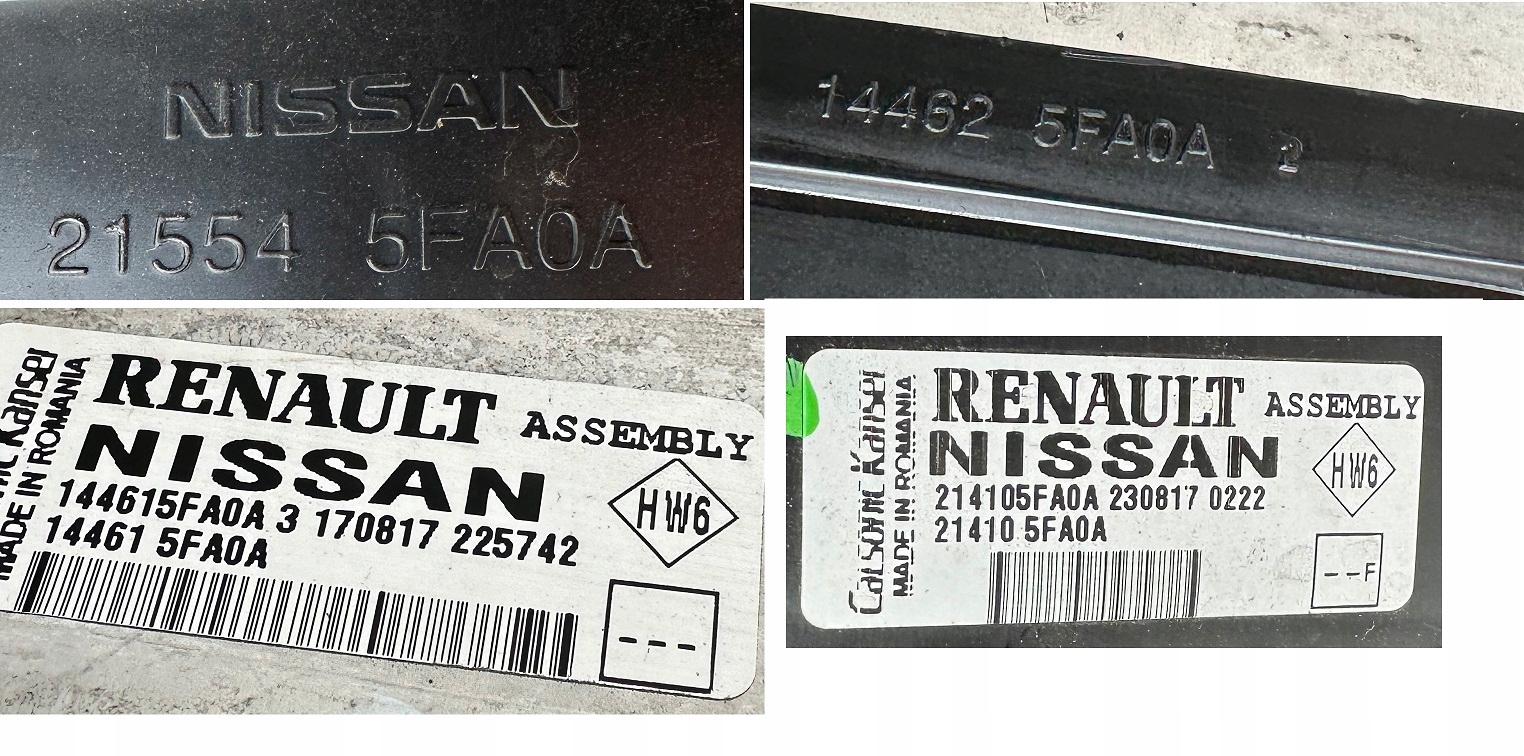 NISSAN
21554 5FA0A
14462 5FA0A 2
Kansei
MADE IN ROMANIA
RENAULT
ASSEMBLY
NISSAN
HW6
144615FA0A 3 170817 225742
14461 5FA0A
---
Calsonic Kansei
MADE IN ROMANIA
RENAULT
ASSEMBLY
NISSAN
HW6
214105FA0A 230817 0222
21410 5FA0A
--F